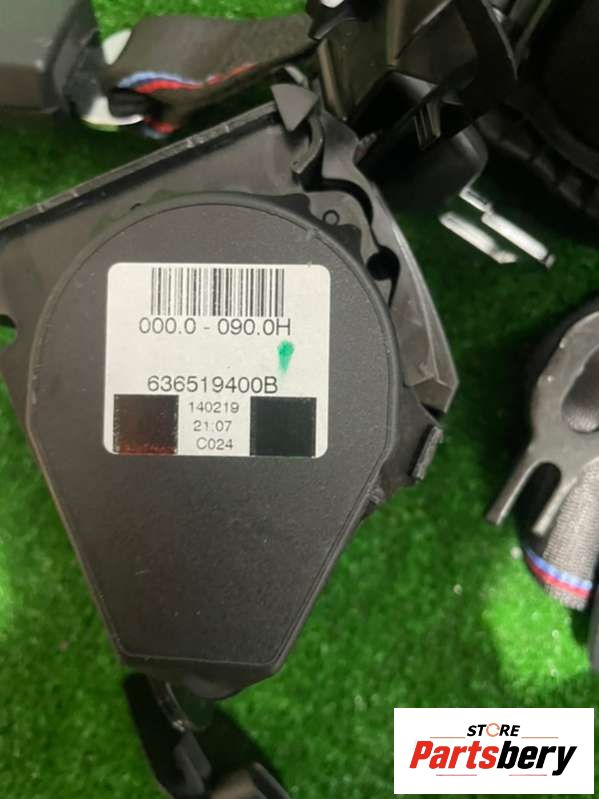 000.0 - 090.0H
636519400B
140219
21:07
C024
STORE
Partsbery